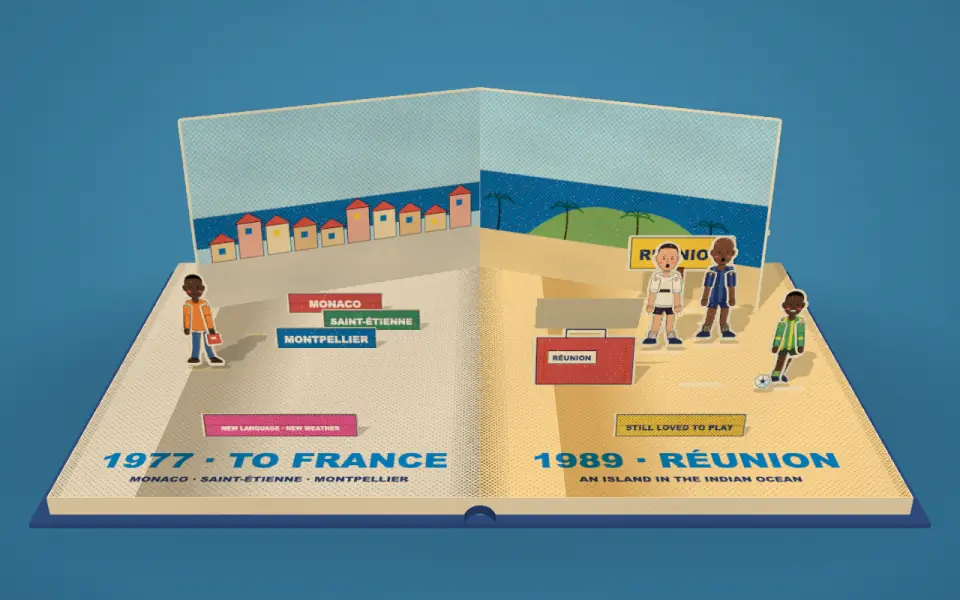 MONACO
SAINT-ÉTIENNE
MONTPELLIER
NEW LANGUAGE · NEW WEATHER
1977 · TO FRANCE
MONACO · SAINT-ÉTIENNE · MONTPELLIER
RÉUNION
STILL LOVED TO PLAY
1989 · RÉUNION
AN ISLAND IN THE INDIAN OCEAN